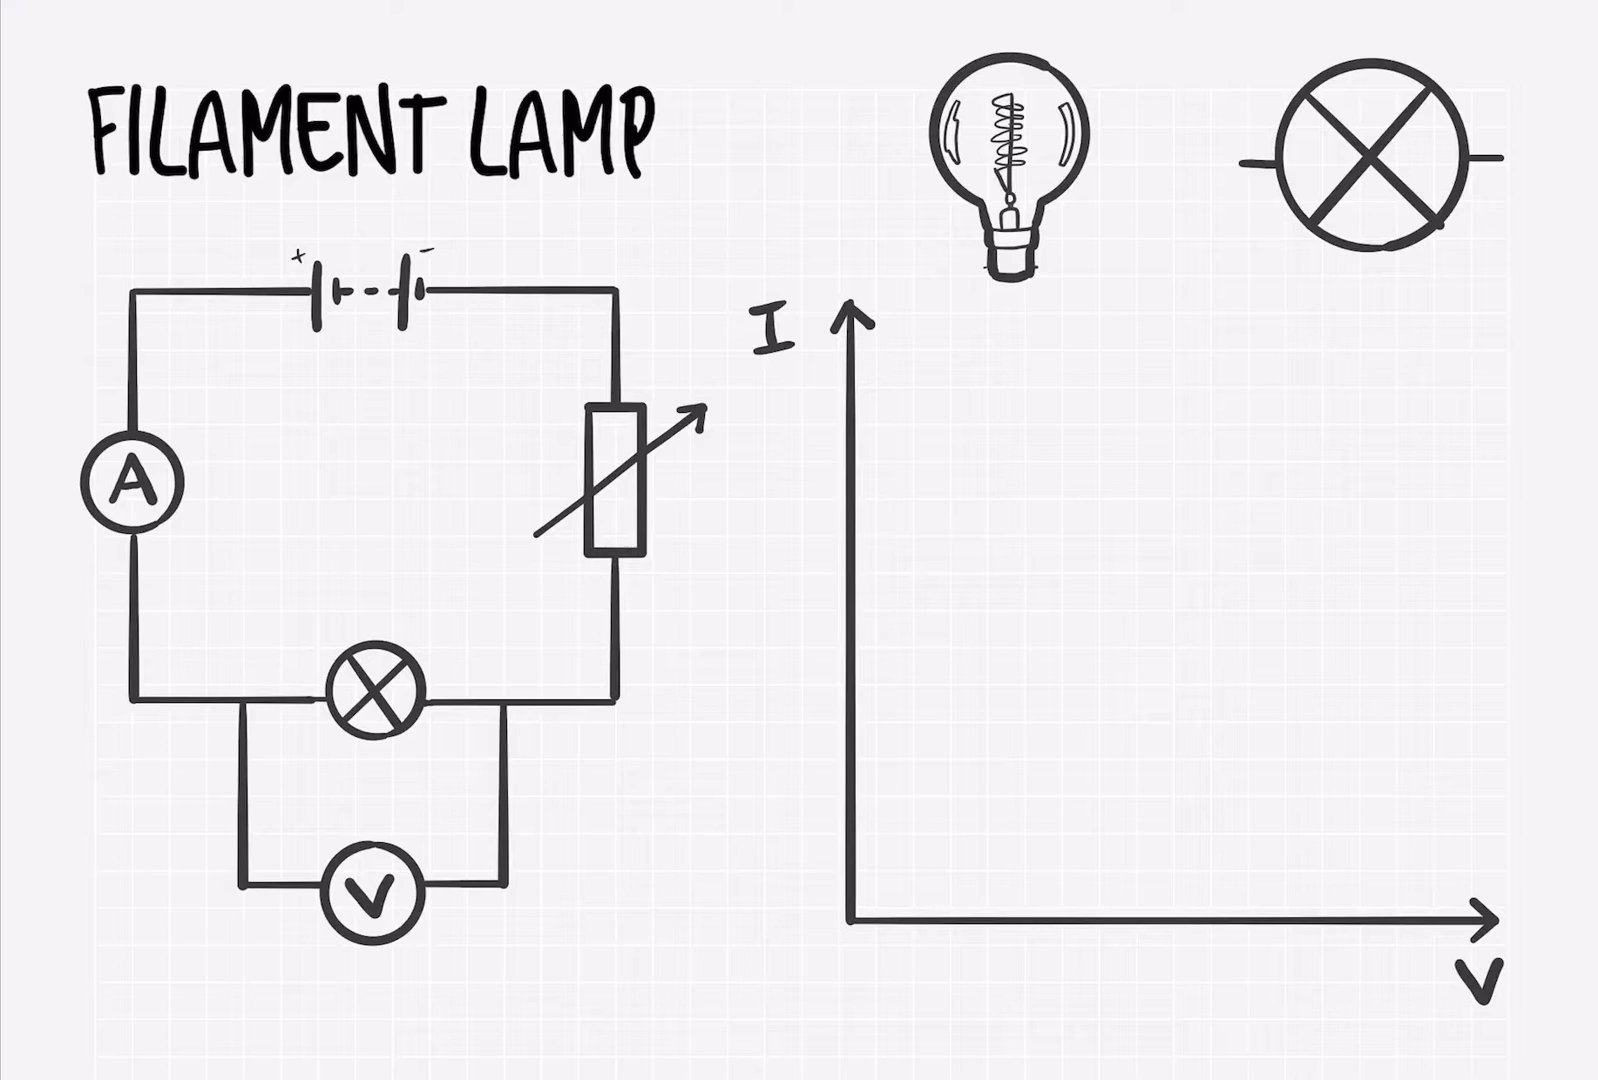 FILAMENT LAMP
+ -
I
A
V
V